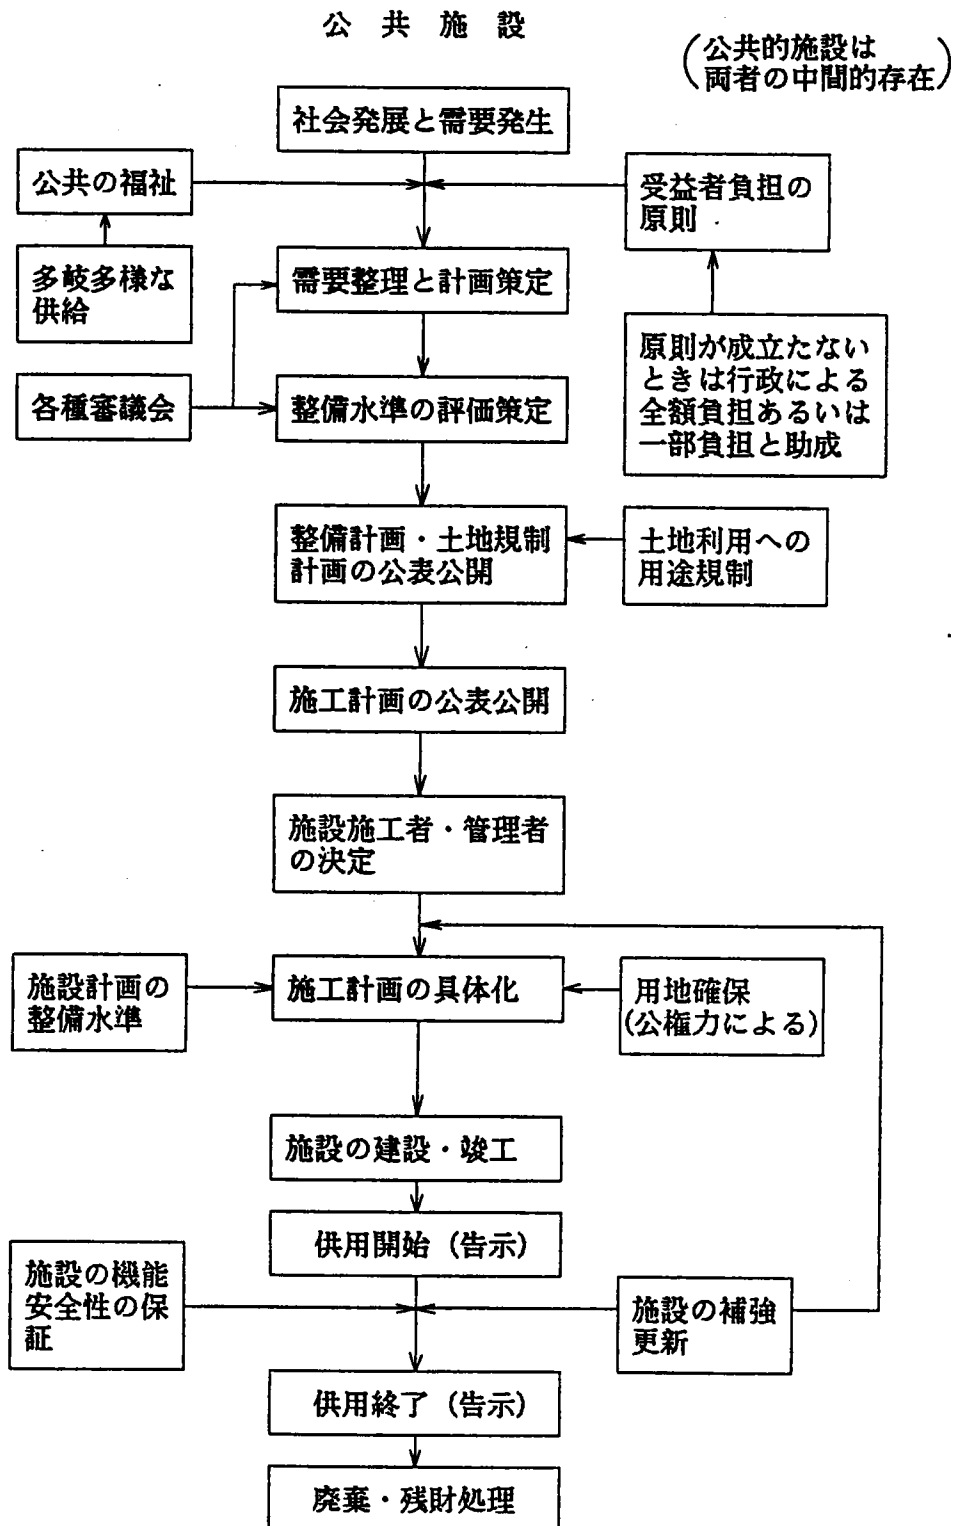 公共施設
(公共的施設は
両者の中間的存在)
社会発展と需要発生
公共の福祉
受益者負担の
原則
多岐多様な
供給
需要整理と計画策定
原則が成立たない
ときは行政による
全額負担あるいは
一部負担と助成
各種審議会
整備水準の評価策定
整備計画・土地規制
計画の公表公開
土地利用への
用途規制
施工計画の公表公開
施設施工者・管理者
の決定
施設計画の
整備水準
施工計画の具体化
用地確保
(公権力による)
施設の建設・竣工
供用開始(告示)
施設の機能
安全性の保
証
施設の補強
更新
供用終了(告示)
廃棄・残財処理